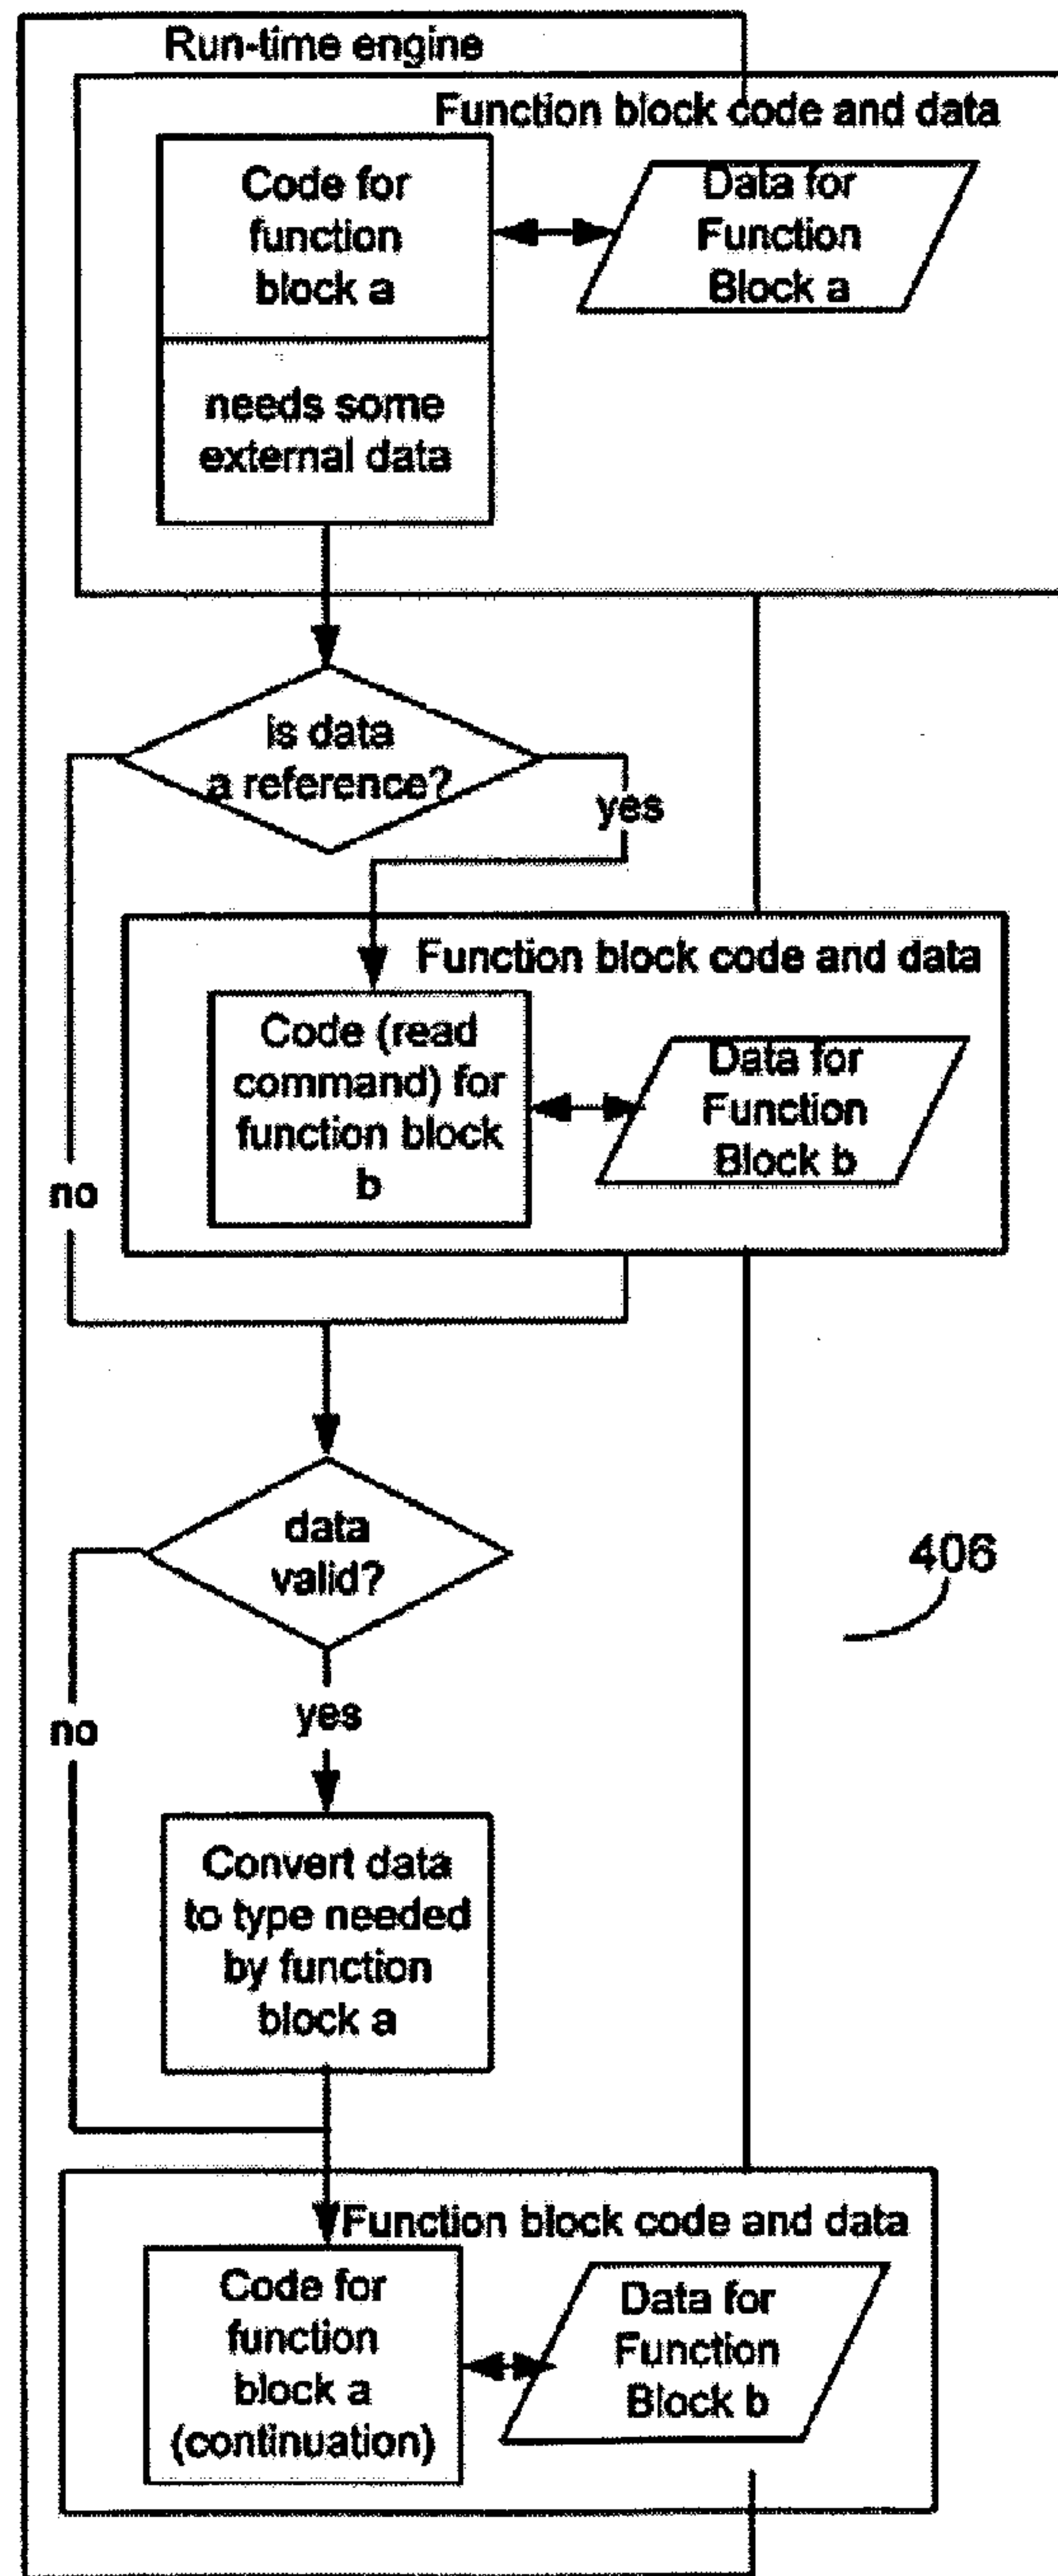 Run-time engine
Function block code and data
Code for
function
block a
Data for
Function
Block a
needs some
external data
is data
a reference?
yes
Function block code and data
Code (read
command) for
function block
b
Data for
Function
Block b
no
data
valid?
406
no
yes
Convert data
to type needed
by function
block a
Function block code and data
Code for
function
block a
(continuation)
Data for
Function
Block b